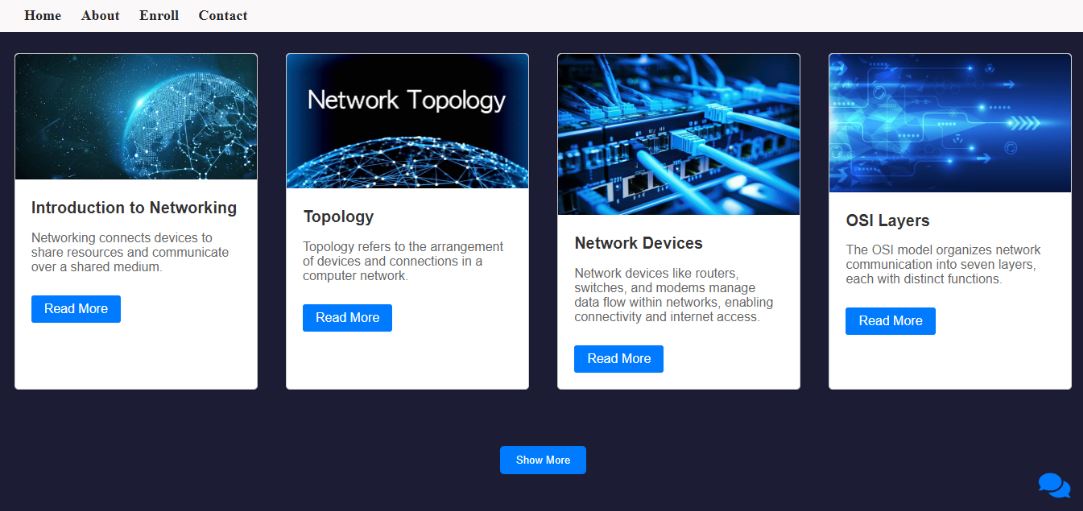 Home About Enroll Contact
Network Topology
Introduction to Networking
Networking connects devices to
share resources and communicate
over a shared medium.
Read More
Topology
Topology refers to the arrangement
of devices and connections in a
computer network.
Read More
Network Devices
Network devices like routers,
switches, and modems manage
data flow within networks, enabling
connectivity and internet access.
Read More
OSI Layers
The OSI model organizes network
communication into seven layers,
each with distinct functions.
Read More
Show More